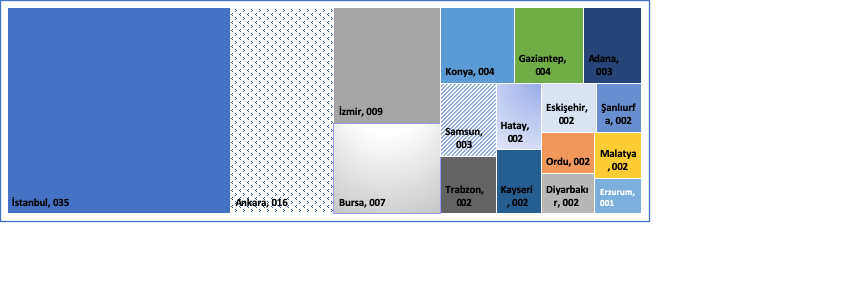 İstanbul, 035
Ankara, 016
İzmir, 009
Bursa, 007
Konya, 004
Gaziantep,
004
Adana,
003
Samsun,
003
Trabzon,
002
Hatay,
002
Kayseri
, 002
Eskişehir,
002
Şanlıurf
a, 002
Ordu, 002
Malatya
, 002
Diyarbakı
r, 002
Erzurum,
001